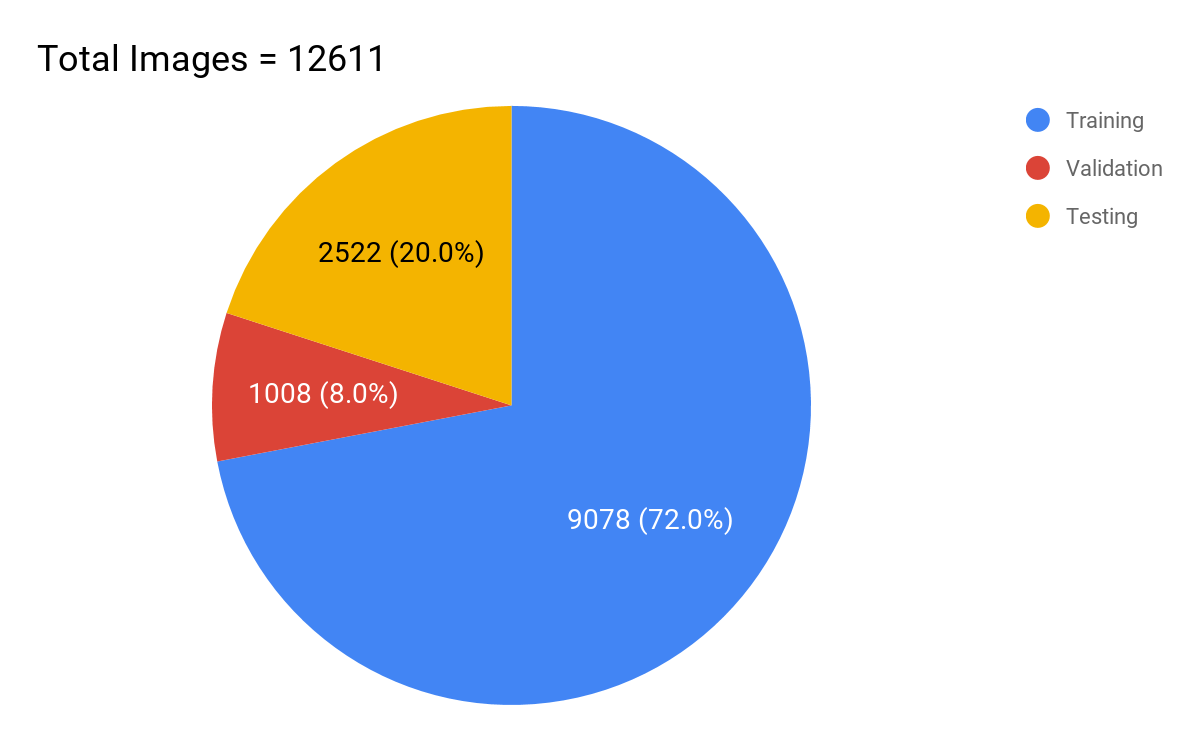 Total Images = 12611
Training
Validation
Testing
2522 (20.0%)
1008 (8.0%)
9078 (72.0%)